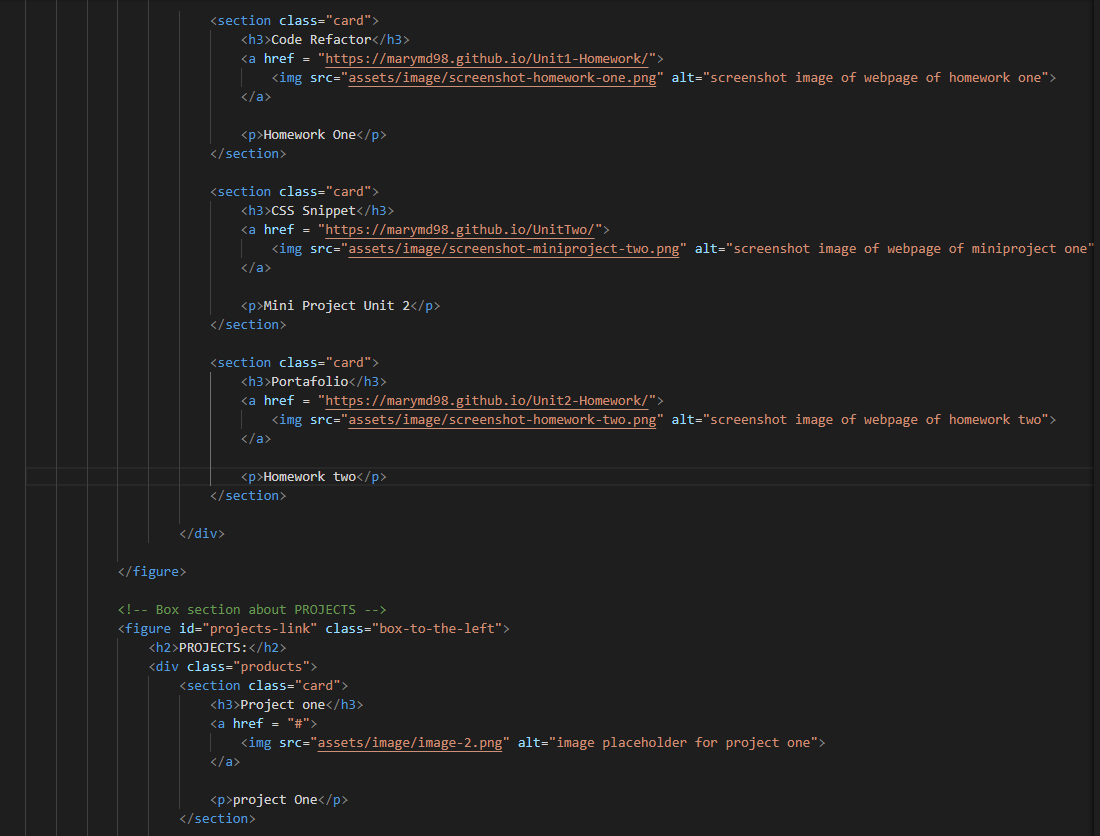 <section class="card">
<h3>Code Refactor</h3>
<a href = "https://marymd98.github.io/Unit1-Homework/">
<img src="assets/image/screenshot-homework-one.png" alt="screenshot image of webpage of homework one">
</a>
<p>Homework One</p>
</section>
<section class="card">
<h3>CSS Snippet</h3>
<a href = "https://marymd98.github.io/UnitTwo/">
<img src="assets/image/screenshot-miniproject-two.png" alt="screenshot image of webpage of miniproject one"
</a>
<p>Mini Project Unit 2</p>
</section>
<section class="card">
<h3>Portafolio</h3>
<a href = "https://marymd98.github.io/Unit2-Homework/">
<img src="assets/image/screenshot-homework-two.png" alt="screenshot image of webpage of homework two">
</a>
<p>Homework two</p>
</section>
</div>
</figure>
<!-- Box section about PROJECTS -->
<figure id="projects-link" class="box-to-the-left">
<h2>PROJECTS:</h2>
<div class="products">
<section class="card">
<h3>Project one</h3>
<a href = "#">
<img src="assets/image/image-2.png" alt="image placeholder for project one">
</a>
<p>project One</p>
</section>